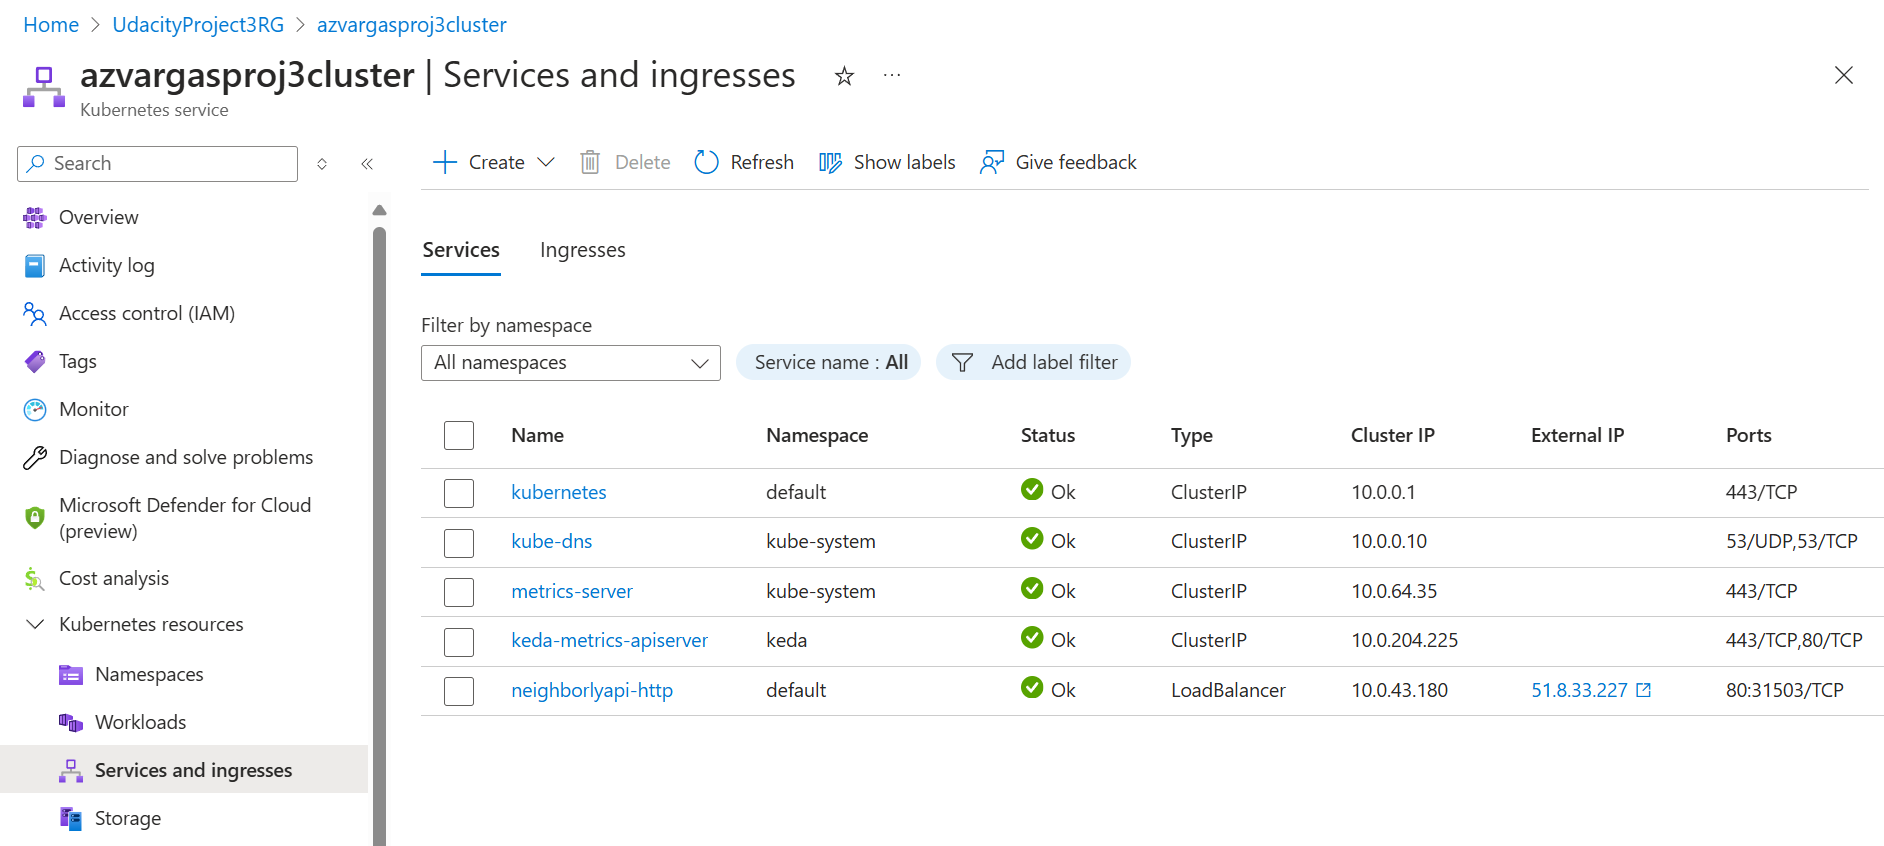 Home > UdacityProject3RG > azvargasproj3cluster
azvargasproj3cluster | Services and ingresses
Kubernetes service
Search
Create
Delete
Refresh
Show labels
Give feedback
Overview
Activity log
Access control (IAM)
Tags
Monitor
Diagnose and solve problems
Microsoft Defender for Cloud
(preview)
Cost analysis
Kubernetes resources
Namespaces
Workloads
Services and ingresses
Storage
Services Ingresses
Filter by namespace
All namespaces Service name : All Add label filter
Name Namespace Status Type Cluster IP External IP Ports
kubernetes default Ok ClusterIP 10.0.0.1 443/TCP
kube-dns kube-system Ok ClusterIP 10.0.0.10 53/UDP,53/TCP
metrics-server kube-system Ok ClusterIP 10.0.64.35 443/TCP
keda-metrics-apiserver keda Ok ClusterIP 10.0.204.225 443/TCP,80/TCP
neighborlyapi-http default Ok LoadBalancer 10.0.43.180 51.8.33.227 80:31503/TCP